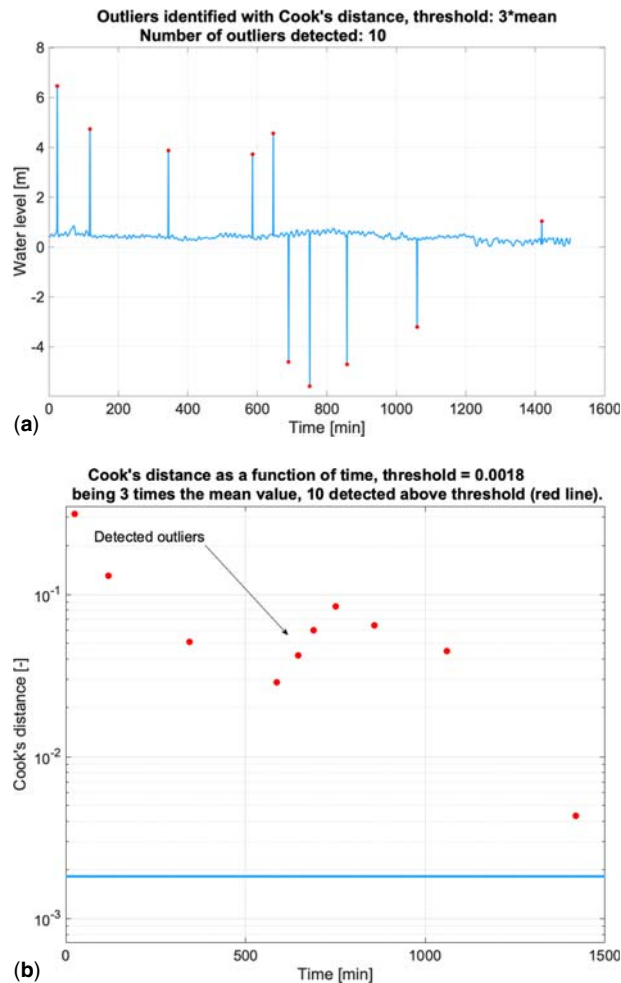 Outliers identified with Cook's distance, threshold: 3*mean
Number of outliers detected: 10
8
6
4
2
0
-2
-4
Water level [m]
0 200 400 600 800 1000 1200 1400 1600
Time [min]
(a)
Cook's distance as a function of time, threshold = 0.0018
being 3 times the mean value, 10 detected above threshold (red line).
Detected outliers
10-1
10-2
10-3
Cook's distance [-]
0 500 1000 1500
Time [min]
(b)